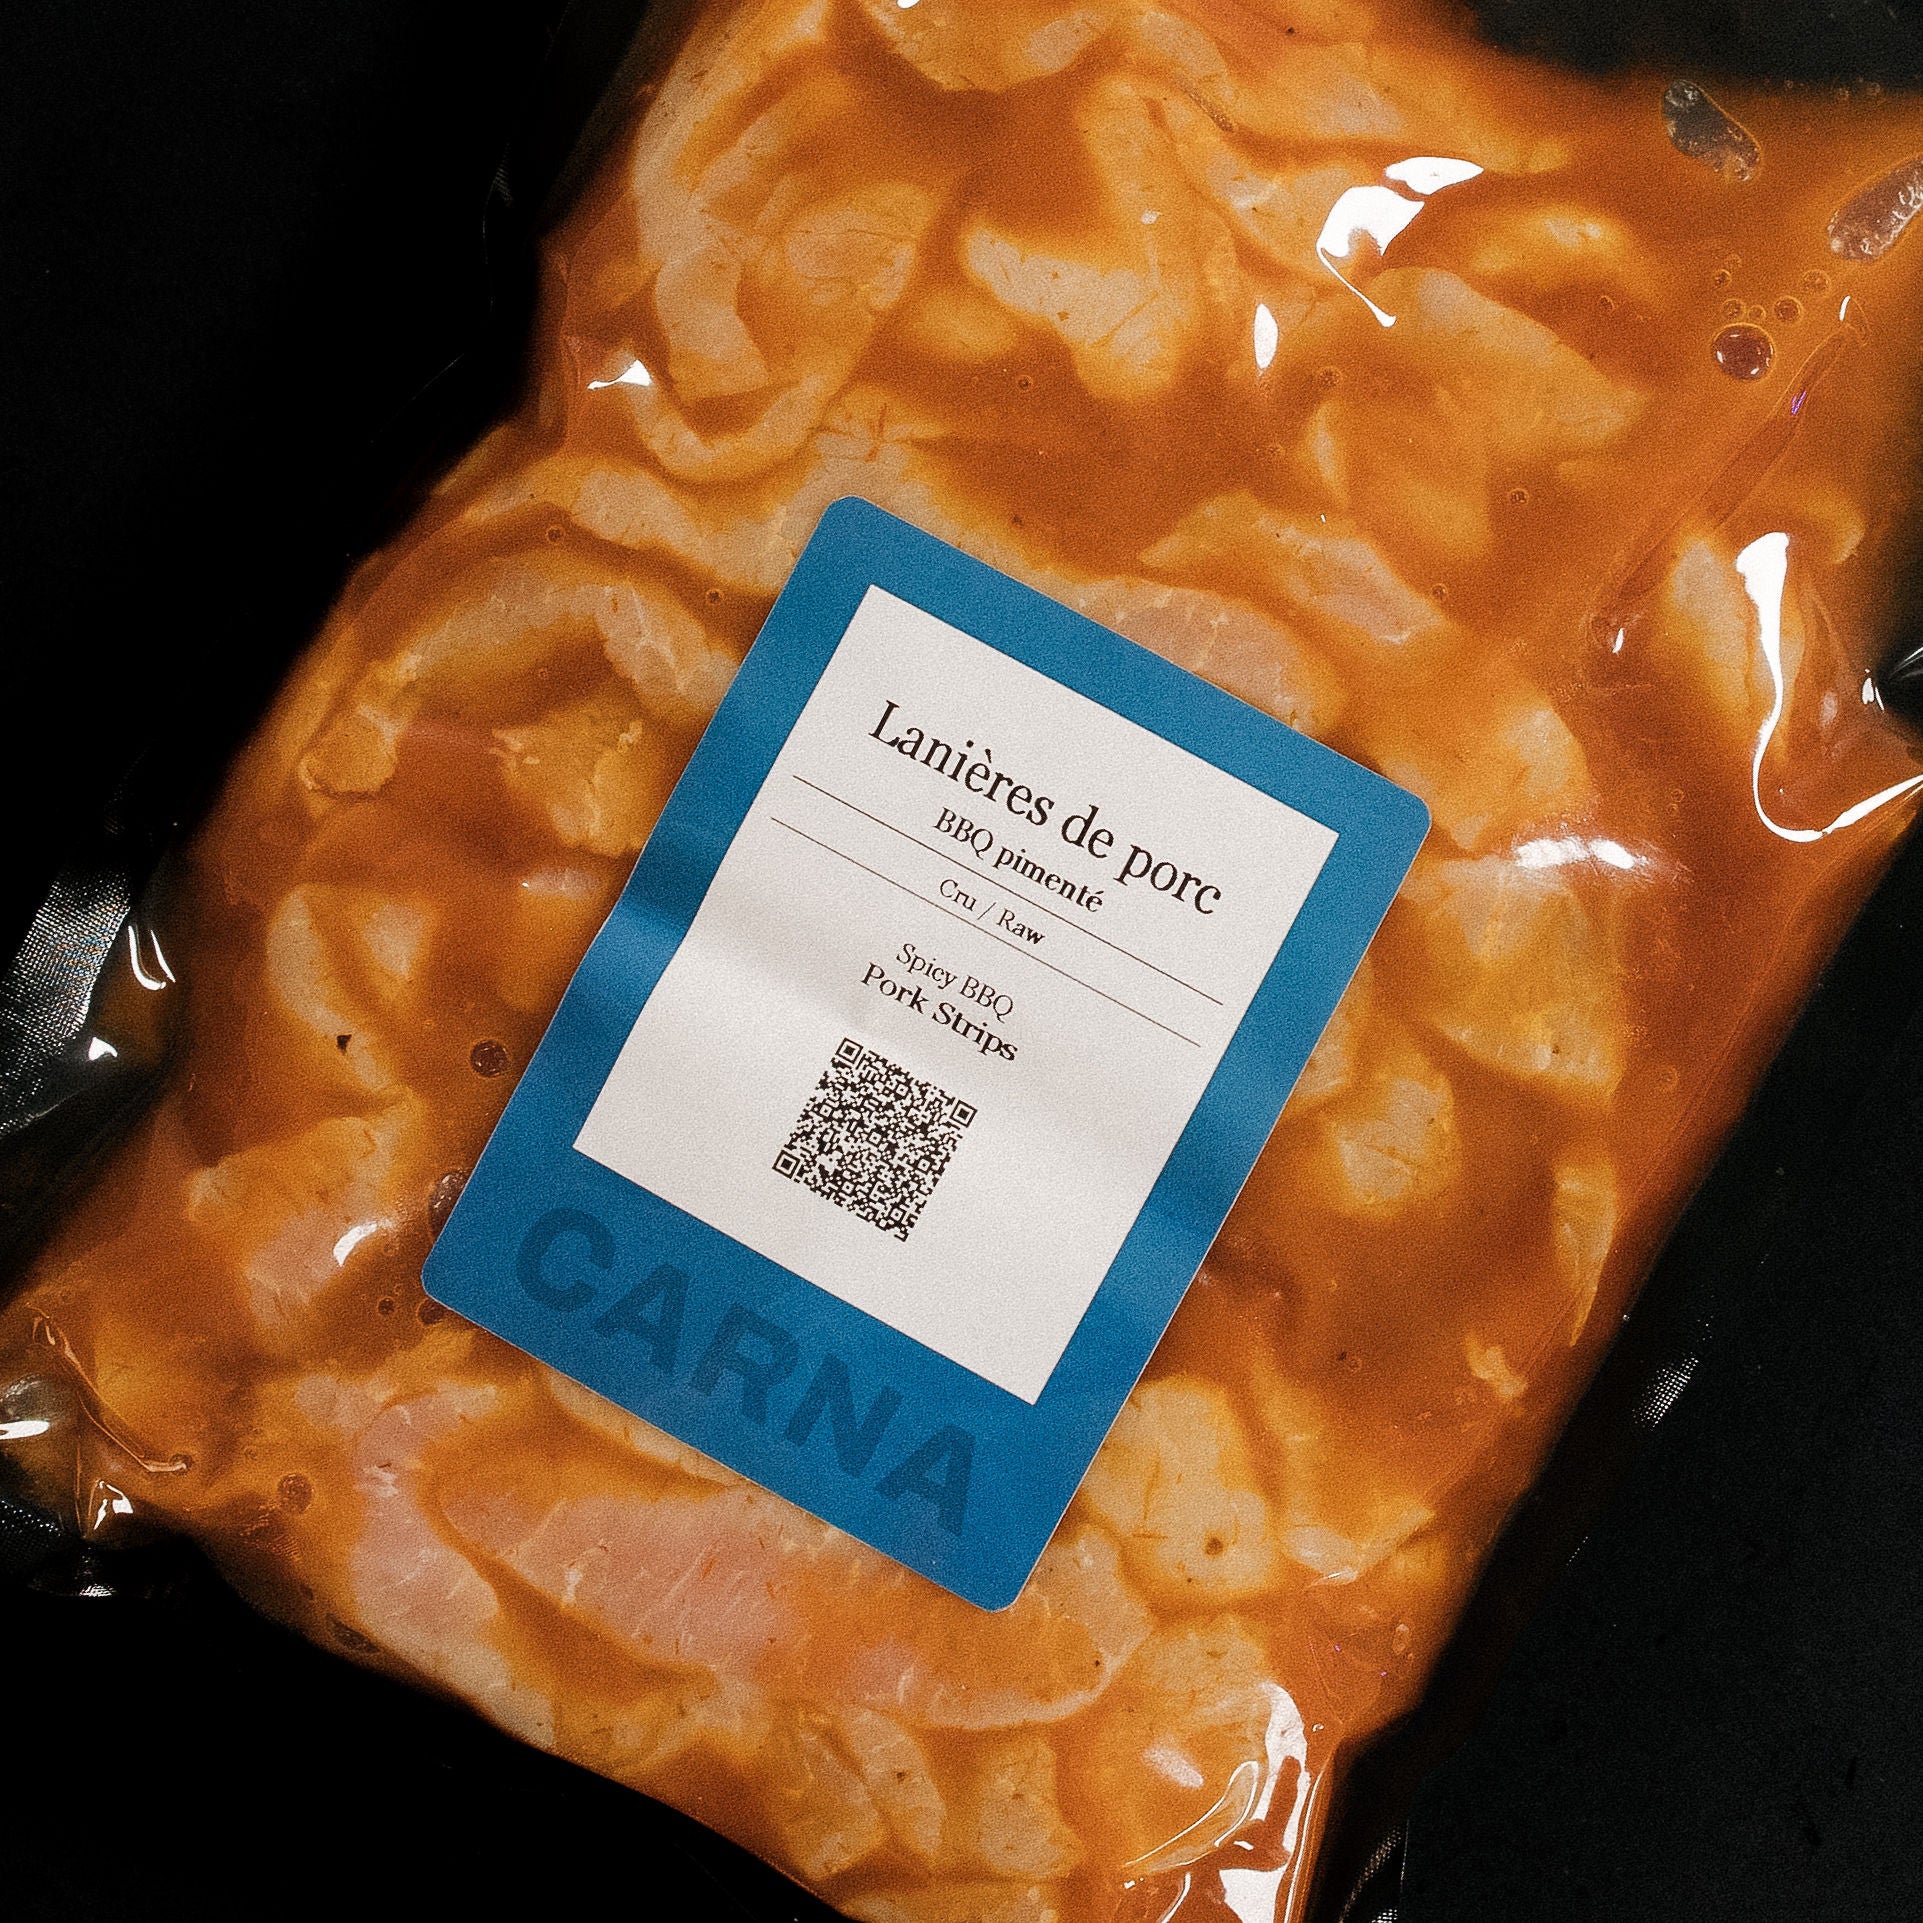 Lanières de porc
BBQ pimenté
Cru / Raw
Spicy BBQ
Pork Strips
CARNA